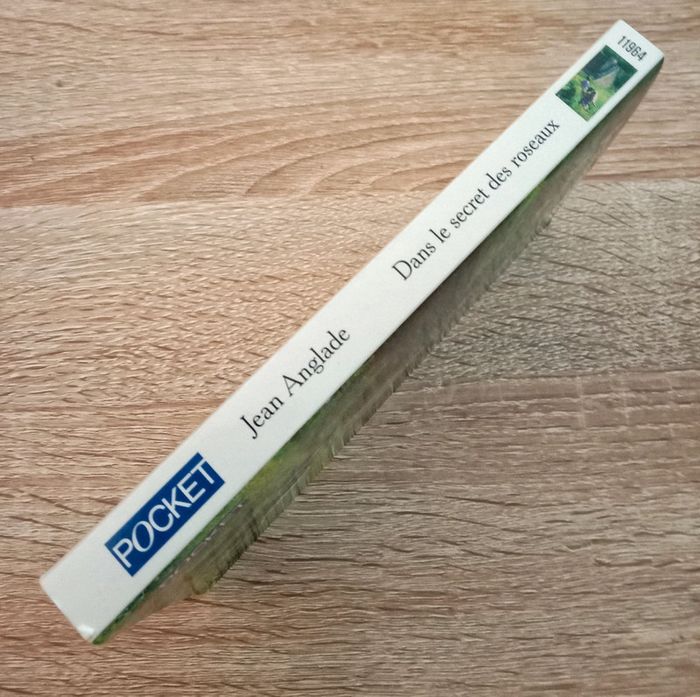 POCKET
Jean Anglade
Dans le secret des roseaux
11964